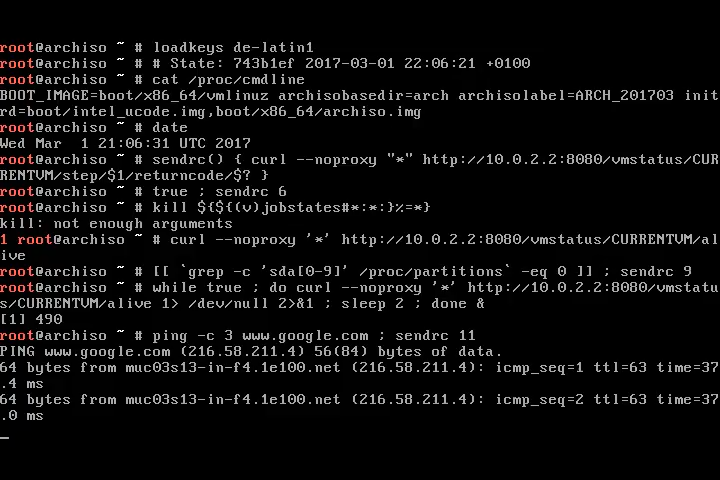 root@archiso ~ # loadkeys de-latin1
root@archiso ~ # # State: 743b1ef 2017-03-01 22:06:21 +0100
root@archiso ~ # cat /proc/cmdline
BOOT_IMAGE=boot/x86_64/vmlinuz archisobasedir=arch archisolabel=ARCH_201703 init
rd=boot/intel_ucode.img,boot/x86_64/archiso.img
root@archiso ~ # date
Wed Mar  1 21:06:31 UTC 2017
root@archiso ~ # sendrc() { curl --noproxy "*" http://10.0.2.2:8080/vmstatus/CUR
RENTVM/step/$1/returncode/$? }
root@archiso ~ # true ; sendrc 6
root@archiso ~ # kill ${${(v)jobstates#*:*:}%=*}
kill: not enough arguments
1 root@archiso ~ # curl --noproxy '*' http://10.0.2.2:8080/vmstatus/CURRENTVM/al
ive
root@archiso ~ # [[ `grep -c 'sda[0-9]' /proc/partitions` -eq 0 ]] ; sendrc 9
root@archiso ~ # while true ; do curl --noproxy '*' http://10.0.2.2:8080/vmstatu
s/CURRENTVM/alive 1> /dev/null 2>&1 ; sleep 2 ; done &
[1] 490
root@archiso ~ # ping -c 3 www.google.com ; sendrc 11
PING www.google.com (216.58.211.4) 56(84) bytes of data.
64 bytes from muc03s13-in-f4.1e100.net (216.58.211.4): icmp_seq=1 ttl=63 time=37
.4 ms
64 bytes from muc03s13-in-f4.1e100.net (216.58.211.4): icmp_seq=2 ttl=63 time=37
.0 ms
_